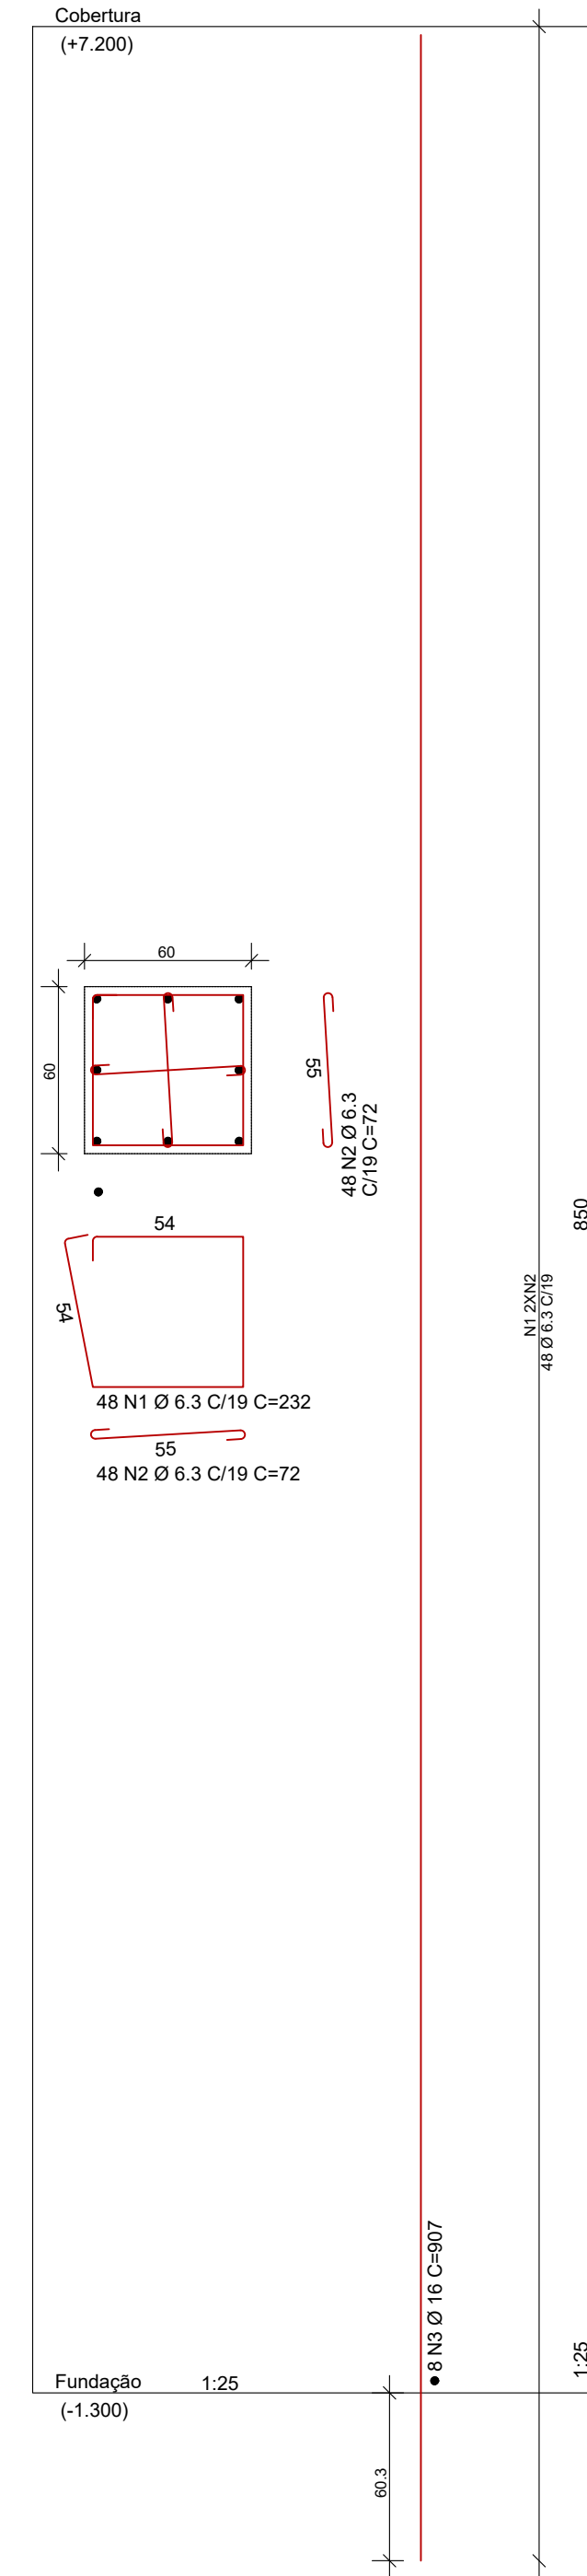 Cobertura
(+7.200)
60
60
55
48 N2 Ø 6.3
C/19 C=72
54
54
48 N1 Ø 6.3 C/19 C=232
55
48 N2 Ø 6.3 C/19 C=72
N1 2XN2
48 Ø 6.3 C/19
850
8 N3 Ø 16 C=907
1:25
Fundação
1:25
(-1.300)
60.3